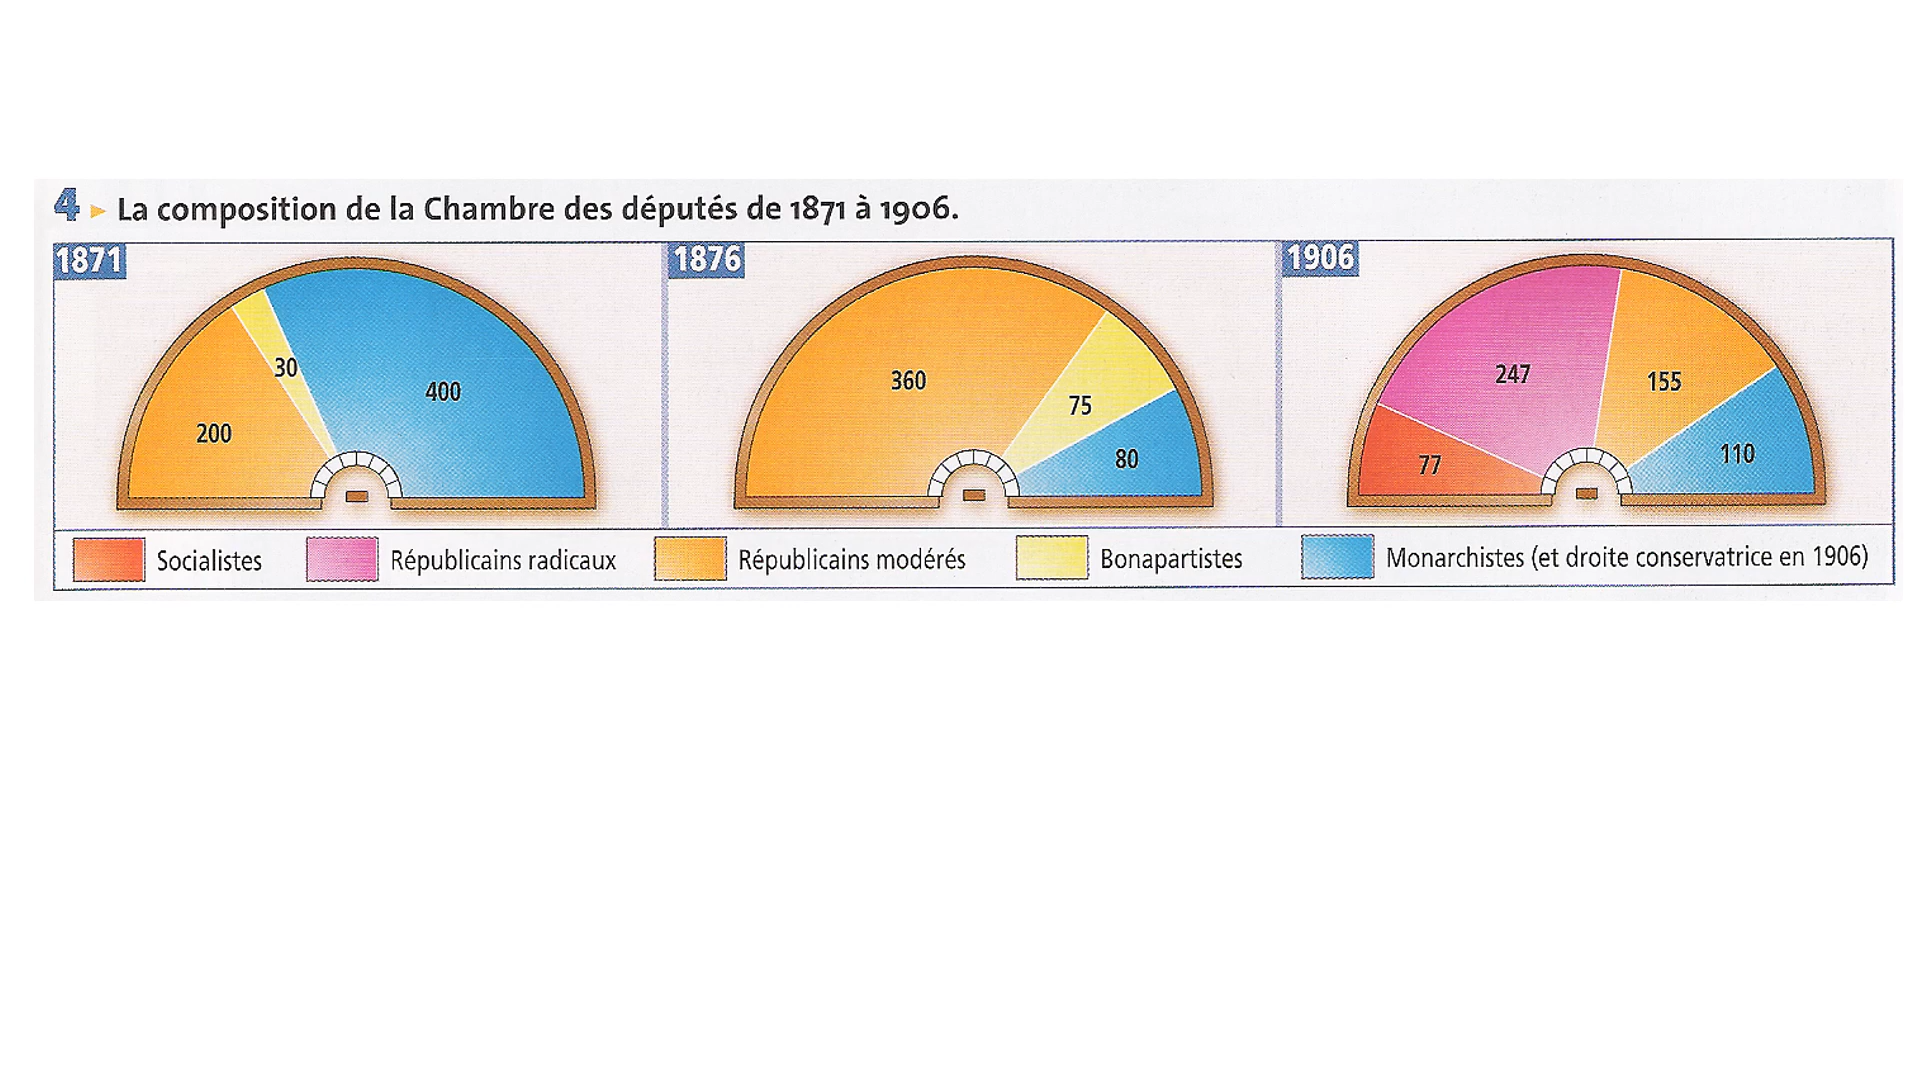 4 ► La composition de la Chambre des députés de 1871 à 1906.
1871
200
30
400
1876
360
75
80
1906
77
247
155
110
Socialistes
Républicains radicaux
Républicains modérés
Bonapartistes
Monarchistes (et droite conservatrice en 1906)